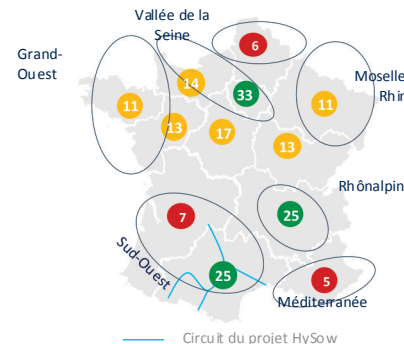 Vallée de la
Seine
Grand-
Ouest
6
14
33
Moselle
Rhin
11
11
13
17
13
Rhônalpin
25
7
Sud-Ouest
25
5
Méditerranée
Circuit du projet HySow